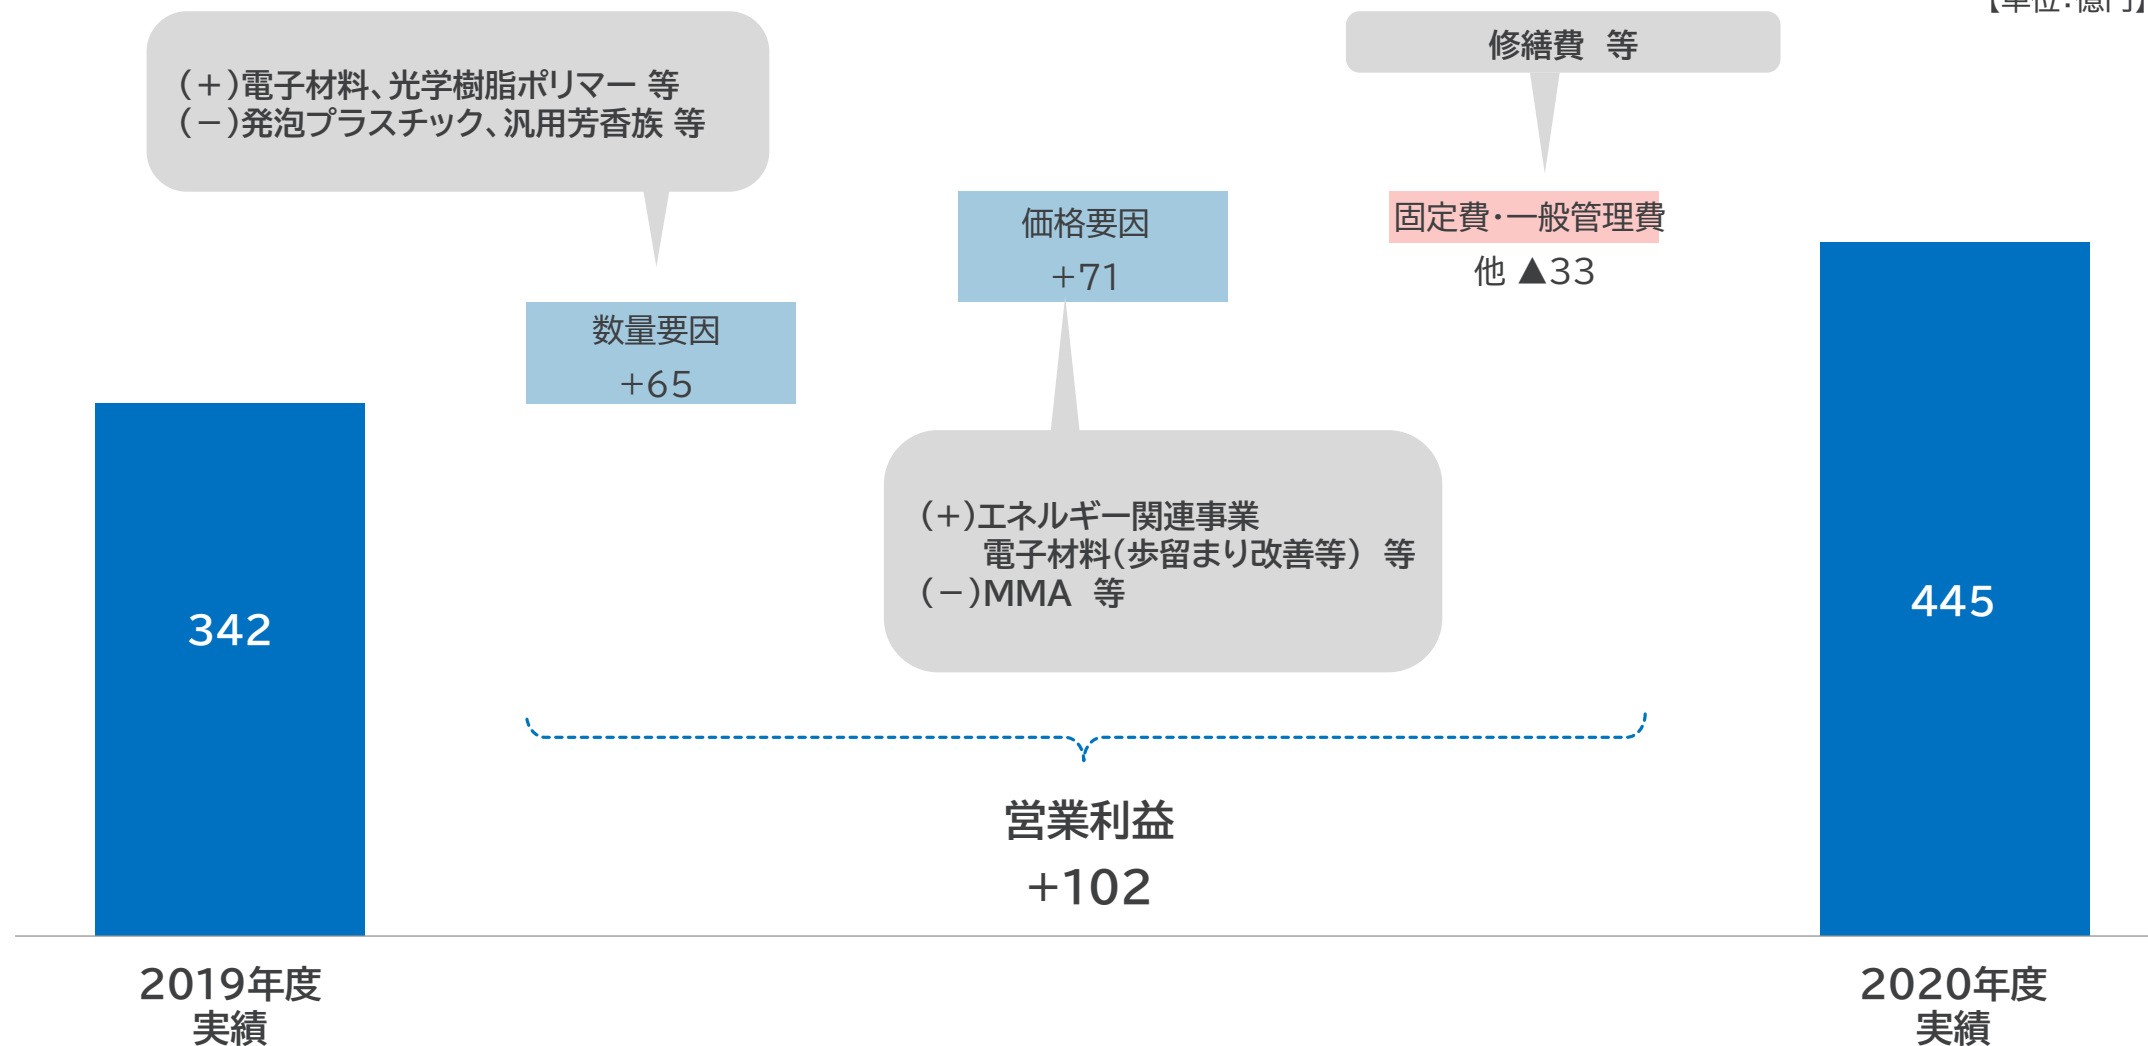 【単位：億円】
(＋)電子材料、光学樹脂ポリマー 等
(－)発泡プラスチック、汎用芳香族 等
修繕費　等
価格要因
+71
固定費・一般管理費
他 ▲33
数量要因
+65
(+)エネルギー関連事業
電子材料(歩留まり改善等)　等
(－)MMA　等
342
445
営業利益
+102
2019年度
実績
2020年度
実績